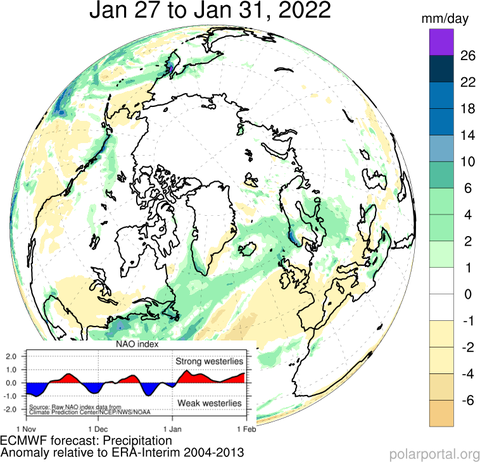 Jan 27 to Jan 31, 2022
mm/day
26
22
18
14
10
6
4
2
1
0
-1
-2
-4
-6
NAO index
2.0
1.0
0.0
-1.0
-2.0
Strong westerlies
Weak westerlies
Source: Raw NAO index data from
Climate Prediction Center/NCEP/NWS/NOAA
1 Nov 1 Dec 1 Jan 1 Feb
ECMWF forecast: Precipitation
Anomaly relative to ERA-Interim 2004-2013
polarportal.org